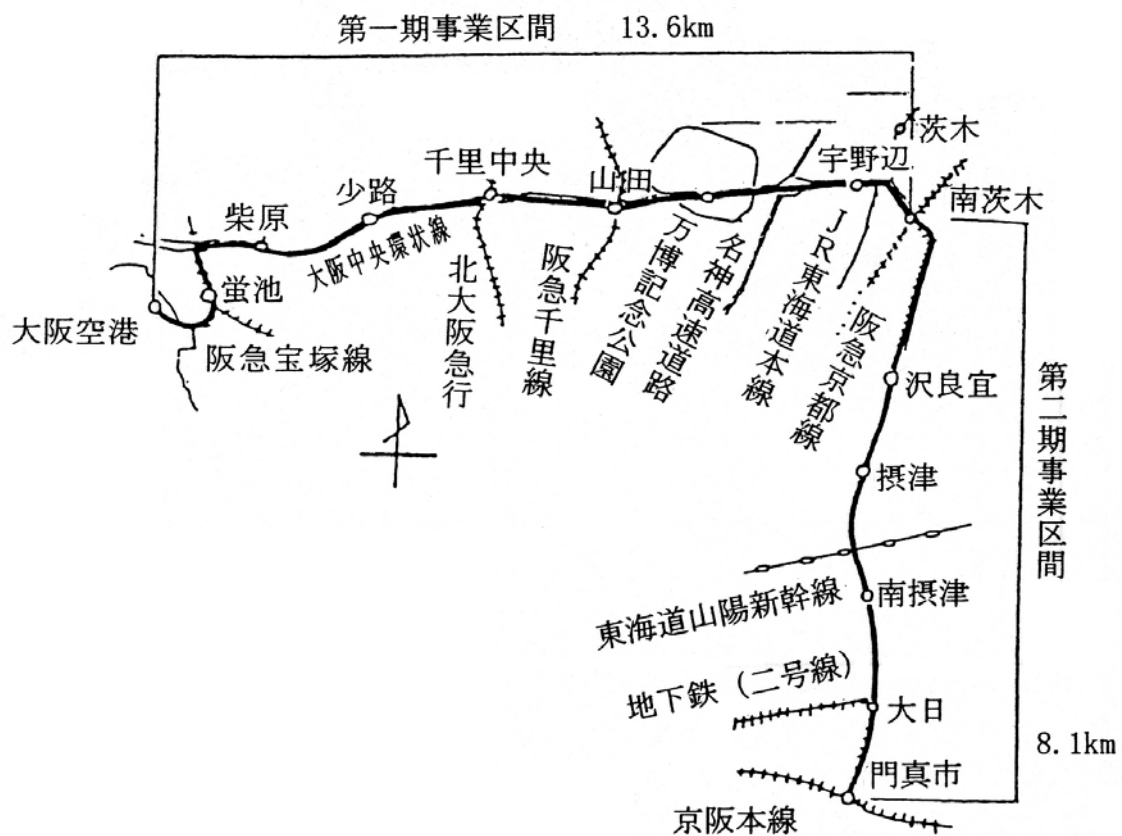 第一期事業区間 13.6km
茨木
千里中央
山田
宇野辺
少路
南茨木
柴原
大阪中央環状線
蛍池
大阪空港
阪急宝塚線
北大阪急行
阪急千里線
万博記念公園
名神高速道路
JR東海道本線
阪急京都線
沢良宜
第二期事業区間
摂津
東海道山陽新幹線
南摂津
地下鉄(二号線)
大日
8.1km
門真市
京阪本線